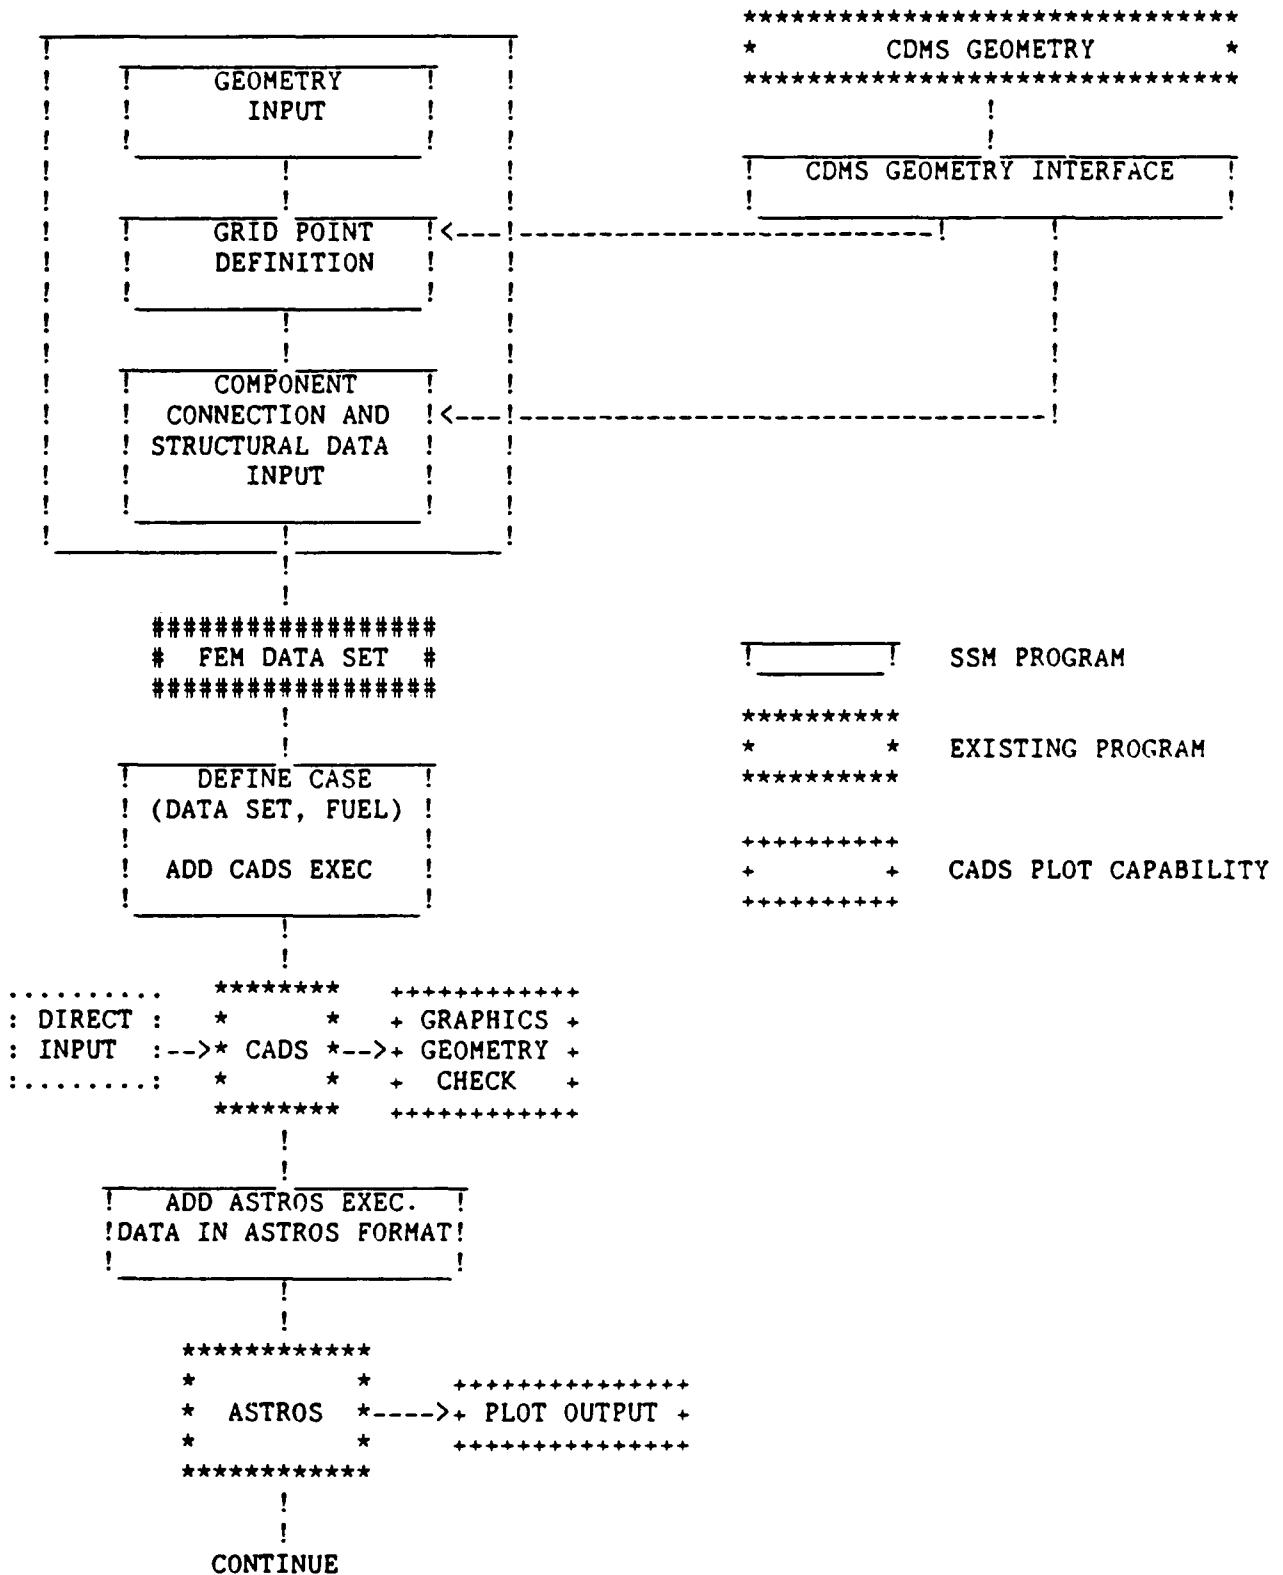 CDMS GEOMETRY
GEOMETRY
INPUT
CDMS GEOMETRY INTERFACE
GRID POINT
DEFINITION
COMPONENT
CONNECTION AND
STRUCTURAL DATA
INPUT
FEM DATA SET
SSM PROGRAM
EXISTING PROGRAM
CADS PLOT CAPABILITY
DEFINE CASE
(DATA SET, FUEL)
ADD CADS EXEC
DIRECT
INPUT
CADS
GRAPHICS
GEOMETRY
CHECK
ADD ASTROS EXEC.
DATA IN ASTROS FORMAT
ASTROS
PLOT OUTPUT
CONTINUE